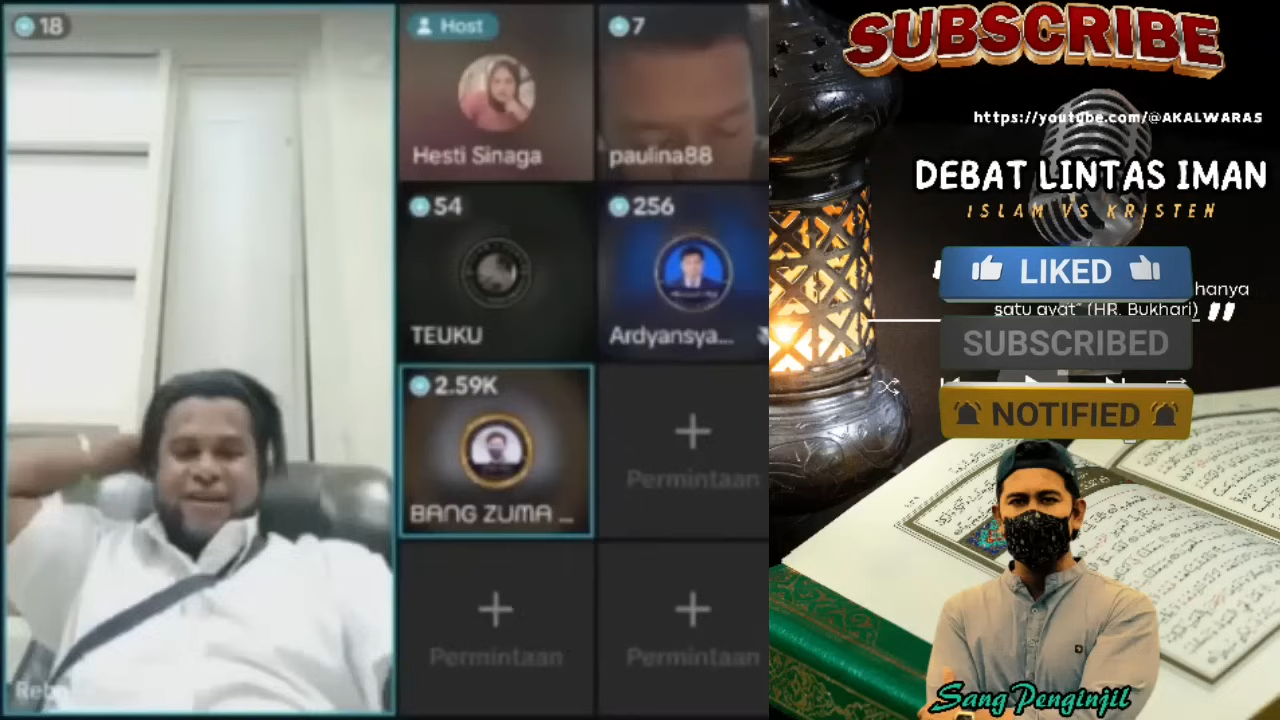 18
Host
Hesti Sinaga
7
paulina88
54
TEUKU
256
Ardyansya...
2.59K
BANG ZUMA ...
Permintaan
Permintaan
Permintaan
SUBSCRIBE
https://youtube.com/@AKALWARAS
DEBAT LINTAS IMAN
ISLAM VS KRISTEN
LIKED
hanya
satu ayat" (HR. Bukhari)
SUBSCRIBED
NOTIFIED
Sang Penginjil